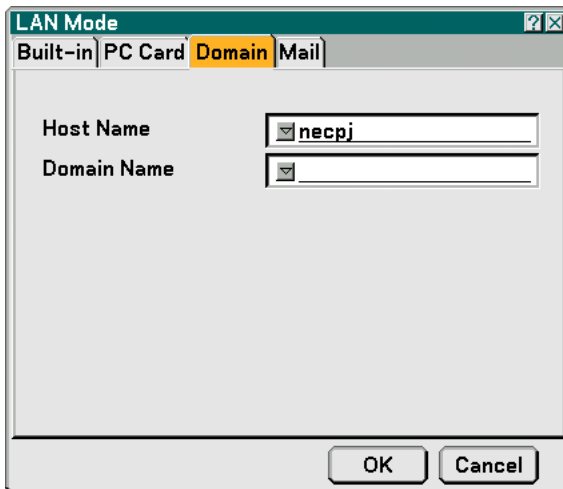 LAN Mode
Built-in PC Card Domain Mail
Host Name necpj
Domain Name
OK Cancel